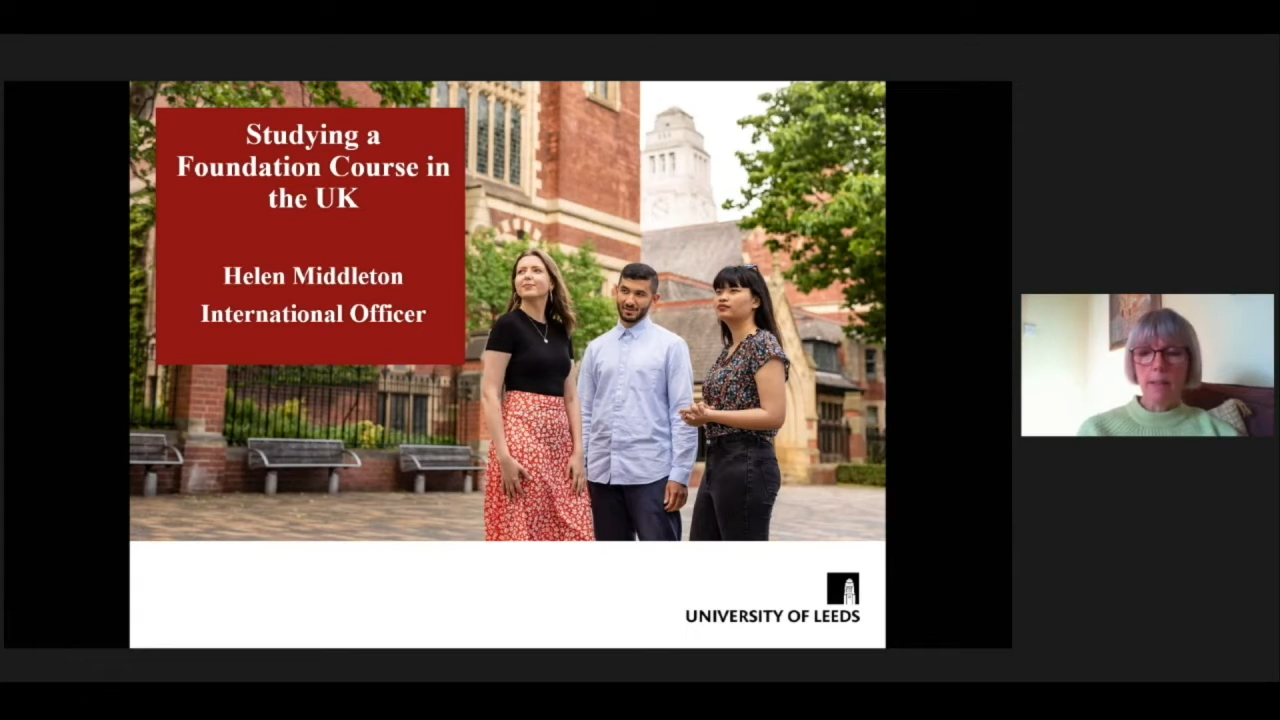 Studying a
Foundation Course in
the UK
Helen Middleton
International Officer
UNIVERSITY OF LEEDS